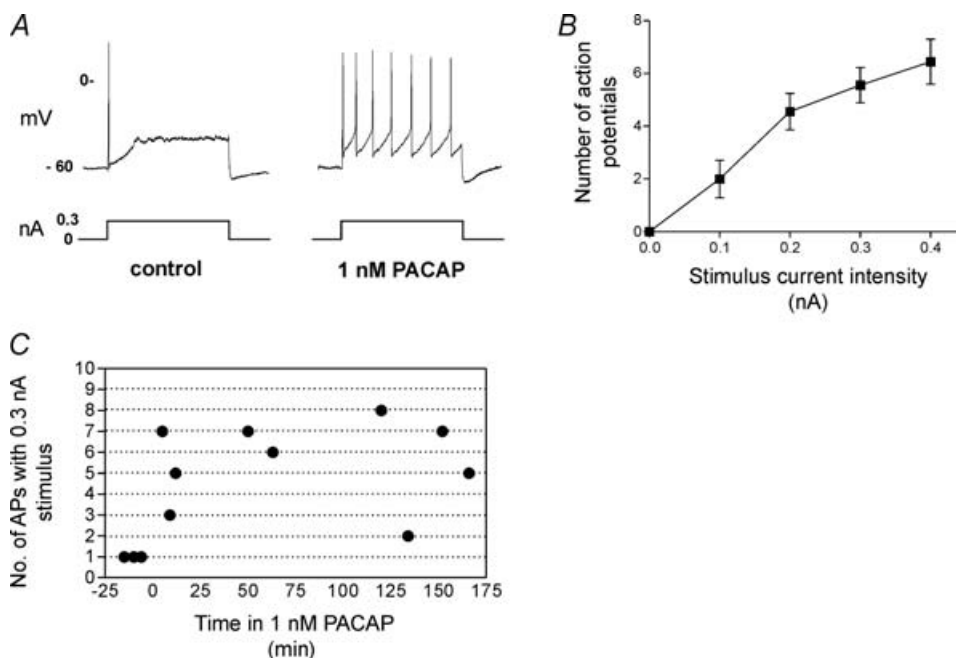 A
0-
mV
- 60
0.3
nA
0
control
1 nM PACAP
B
Number of action
potentials
8
6
4
2
0
0.0 0.1 0.2 0.3 0.4
Stimulus current intensity
(nA)
C
No. of APs with 0.3 nA
stimulus
10
9
8
7
6
5
4
3
2
1
0
-25 0 25 50 75 100 125 150 175
Time in 1 nM PACAP
(min)